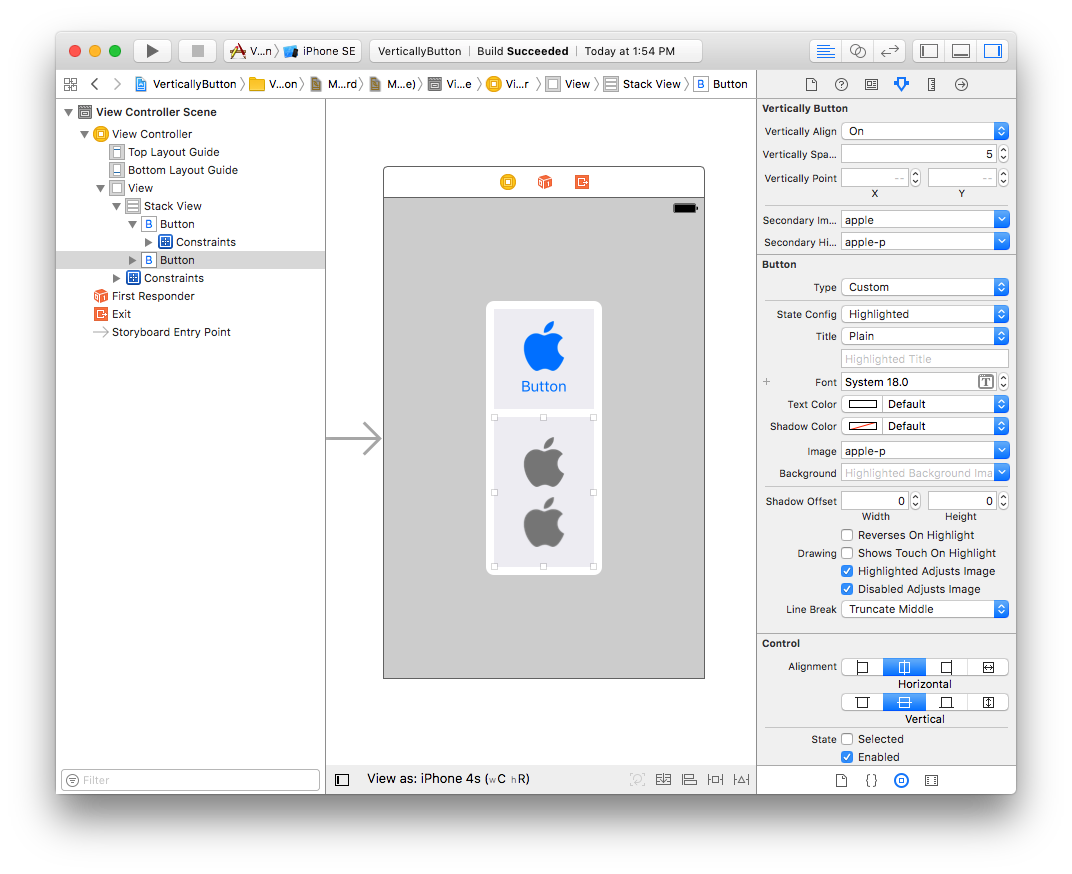 V...n 〉 iPhone SE
VerticallyButton | Build Succeeded | Today at 1:54 PM
VerticallyButton 〉 V...on 〉 M...rd 〉 M...e) 〉 Vi...e 〉 Vi...r 〉 View 〉 Stack View 〉 B Button
View Controller Scene
View Controller
Top Layout Guide
Bottom Layout Guide
View
Stack View
B Button
Constraints
B Button
Constraints
First Responder
Exit
Storyboard Entry Point
Filter
Button
View as: iPhone 4s (wC hR)
Vertically Button
Vertically Align On
Vertically Spa... 5
Vertically Point -- --
X Y
Secondary Im... apple
Secondary Hi... apple-p
Button
Type Custom
State Config Highlighted
Title Plain
Highlighted Title
+ Font System 18.0 T
Text Color Default
Shadow Color Default
Image apple-p
Background Highlighted Background Ima
Shadow Offset 0 0
Width Height
Reverses On Highlight
Drawing Shows Touch On Highlight
Highlighted Adjusts Image
Disabled Adjusts Image
Line Break Truncate Middle
Control
Alignment
Horizontal
Vertical
State Selected
Enabled